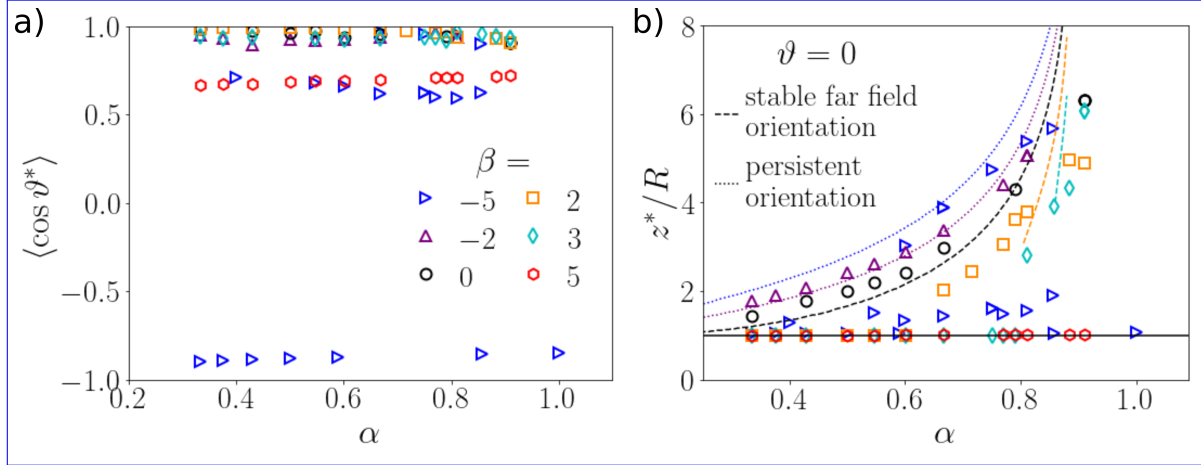 a)
1.0
0.5
0.0
−0.5
−1.0
⟨cos ϑ*⟩
0.2
0.4
0.6
0.8
1.0
α
β =
−5
−2
0
2
3
5
b)
8
6
4
2
0
z*/R
ϑ = 0
stable far field
orientation
persistent
orientation
0.4
0.6
0.8
1.0
α